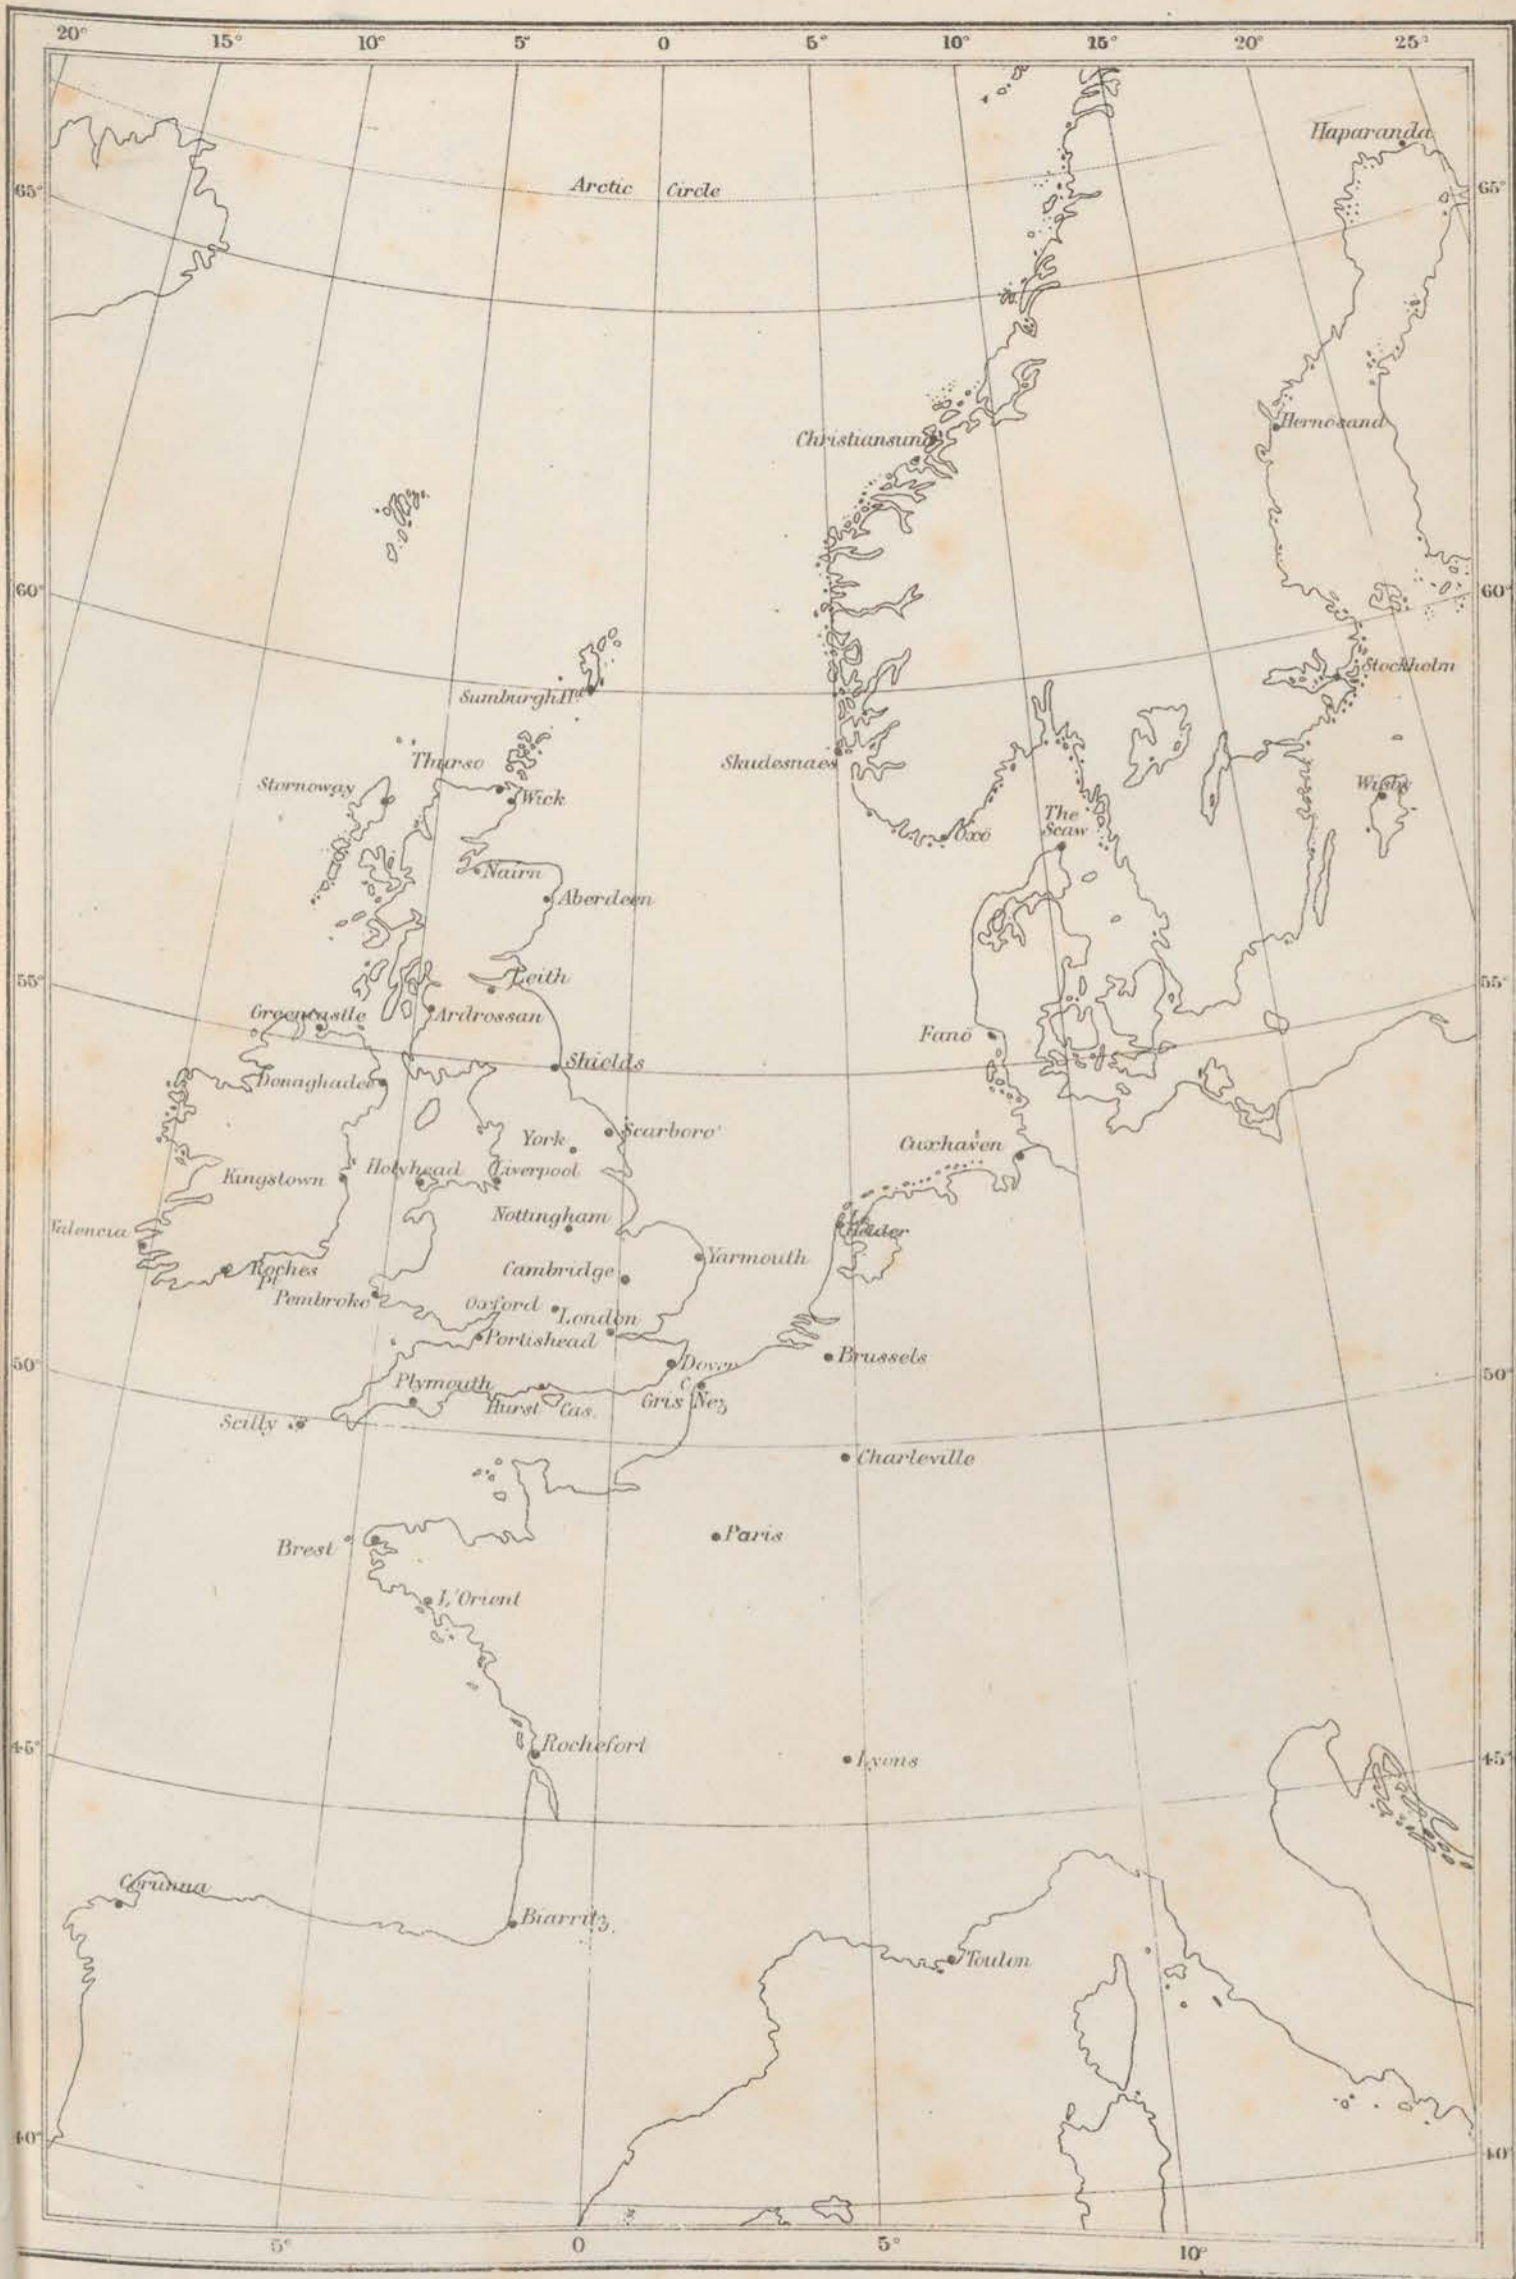 20° 15° 10° 5° 0 5° 10° 15° 20° 25°
Haparanda
65° Arctic Circle 65°
Christiansund
Hernösand
60° 60°
Stockholm
Sumburgh Hd
Thurso
Skudesnaes
Stornoway
Wick
Wisby
The
Scaw
Oxö
Nairn
Aberdeen
55° Leith 55°
Greencastle
Ardrossan
Fanö
Shields
Donaghadee
Scarboro'
York
Cuxhaven
Holyhead Liverpool
Kingstown
Nottingham
Valencia
Helder
Yarmouth
Roches
Pt
Cambridge
Pembroke
Oxford
London
Portishead
50° Dover Brussels 50°
Plymouth
C.
Gris Nez
Hurst Cas.
Scilly
Charleville
Paris
Brest
L'Orient
Rochefort
45° Lyons 45°
Corunna
Biarritz.
Toulon
40° 40°
5° 0 5° 10°